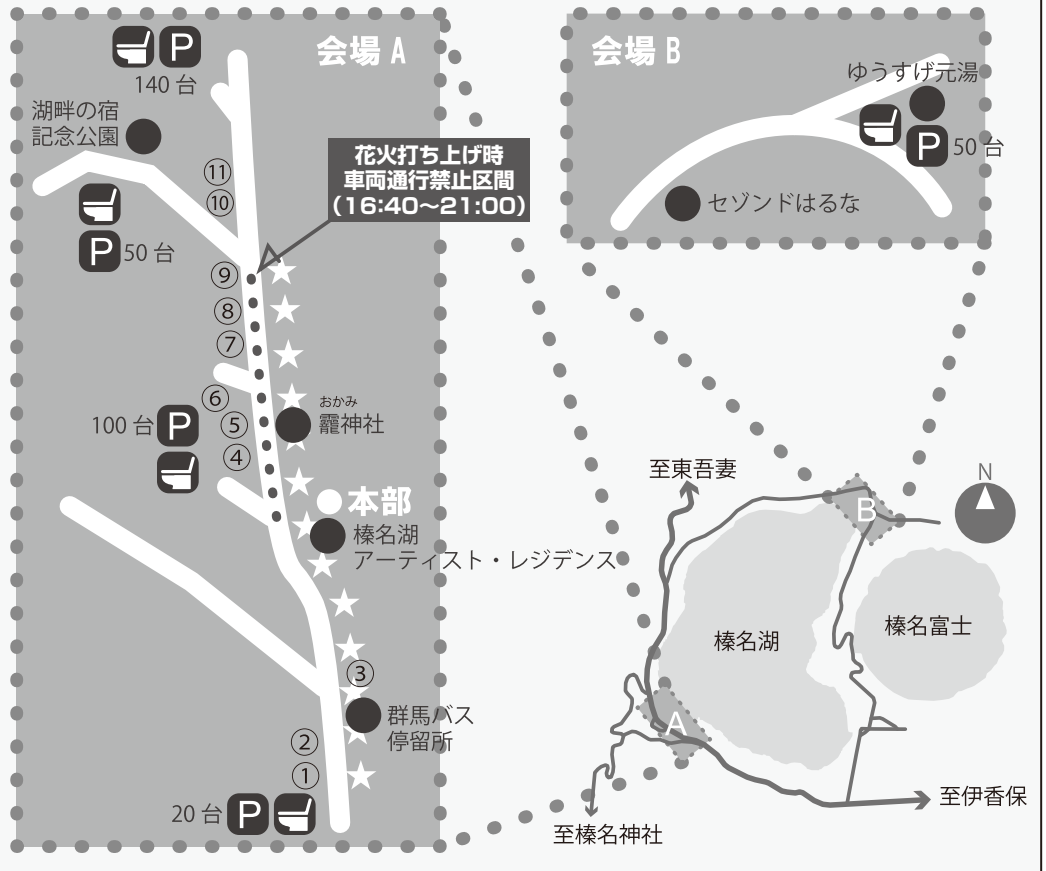 会場 A
P
140 台
湖畔の宿
記念公園
P
50 台
⑪
⑩
花火打ち上げ時
車両通行禁止区間
(16:40〜21:00)
⑨
⑧
⑦
⑥
⑤
④
100 台
P
おかみ
龗神社
本部
榛名湖
アーティスト・レジデンス
③
群馬バス
停留所
②
①
20 台
P
会場 B
ゆうすげ元湯
P
50 台
セゾンドはるな
至東吾妻
N
B
榛名湖
榛名富士
A
至伊香保
至榛名神社